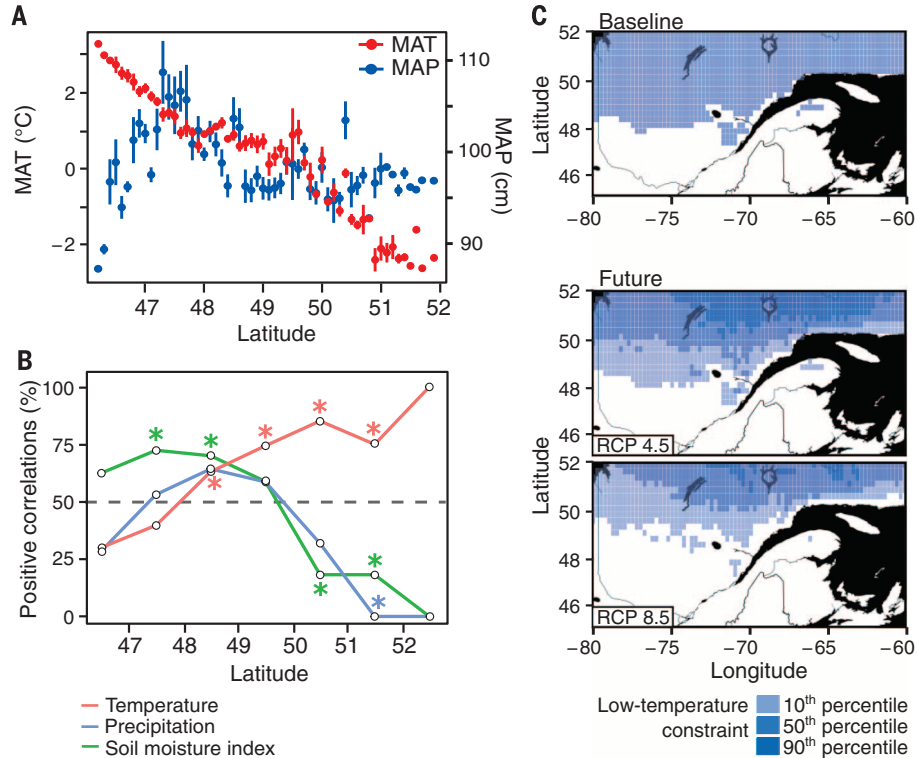 A
MAT
MAP
MAT (°C)
2
0
−2
110
100
90
MAP (cm)
47
48
49
50
51
52
Latitude
B
Positive correlations (%)
100
75
50
25
0
*
*
*
*
*
*
*
*
*
47
48
49
50
51
52
Latitude
Temperature
Precipitation
Soil moisture index
C
Baseline
Latitude
52
50
48
46
−80
−75
−70
−65
−60
Future
Latitude
52
50
48
46
RCP 4.5
Latitude
52
50
48
46
RCP 8.5
−80
−75
−70
−65
−60
Longitude
Low-temperature
constraint
10th percentile
50th percentile
90th percentile